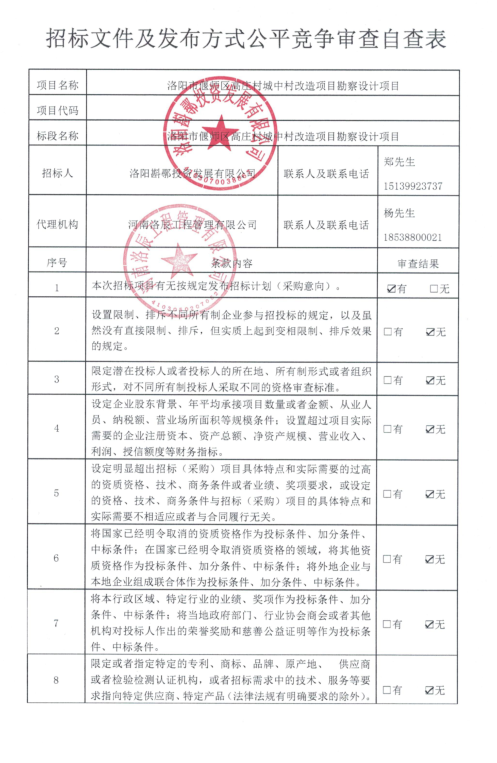 招标文件及发布方式公平竞争审查自查表
项目名称 洛阳市偃师区高庄村城中村改造项目勘察设计项目
项目代码
标段名称 洛阳市偃师区高庄村城中村改造项目勘察设计项目
招标人 洛阳斟鄩投资发展有限公司 联系人及联系电话 郑先生
15139923737
代理机构 河南洛辰工程管理有限公司 联系人及联系电话 杨先生
18538800021
序号 条款内容 审查结果
1 本次招标项目有无按规定发布招标计划（采购意向）。 ☑有 □无
2 设置限制、排斥不同所有制企业参与招投标的规定，以及虽
然没有直接限制、排斥，但实质上起到变相限制、排斥效果
的规定。 □有 ☑无
3 限定潜在投标人或者投标人的所在地、所有制形式或者组织
形式，对不同所有制投标人采取不同的资格审查标准。 □有 ☑无
4 设定企业股东背景、年平均承接项目数量或者金额、从业人
员、纳税额、营业场所面积等规模条件；设置超过项目实际
需要的企业注册资本、资产总额、净资产规模、营业收入、
利润、授信额度等财务指标。 □有 ☑无
5 设定明显超出招标（采购）项目具体特点和实际需要的过高
的资质资格、技术、商务条件或者业绩、奖项要求，或设定
的资格、技术、商务条件与招标（采购）项目的具体特点和
实际需要不相适应或者与合同履行无关。 □有 ☑无
6 将国家已经明令取消的资质资格作为投标条件、加分条件、
中标条件；在国家已经明令取消资质资格的领域，将其他资
质资格作为投标条件、加分条件、中标条件；将外地企业与
本地企业组成联合体作为投标条件、加分条件、中标条件。 □有 ☑无
7 将本行政区域、特定行业的业绩、奖项作为投标条件、加分
条件、中标条件；将当地政府部门、行业协会商会或者其他
机构对投标人作出的荣誉奖励和慈善公益证明等作为投标条
件、中标条件。 □有 ☑无
8 限定或者指定特定的专利、商标、品牌、原产地、 供应商
或者检验检测认证机构，或者招标需求中的技术、服务等要
求指向特定供应商、特定产品（法律法规有明确要求的除外）。 □有 ☑无
洛阳斟鄩投资发展有限公司
河南洛辰工程管理有限公司